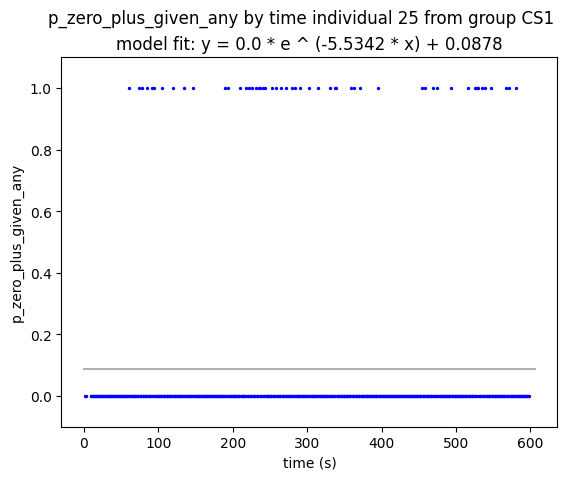 p_zero_plus_given_any by time individual 25 from group CS1
model fit: y = 0.0 * e ^ (-5.5342 * x) + 0.0878
p_zero_plus_given_any
1.0
0.8
0.6
0.4
0.2
0.0
0 100 200 300 400 500 600
time (s)